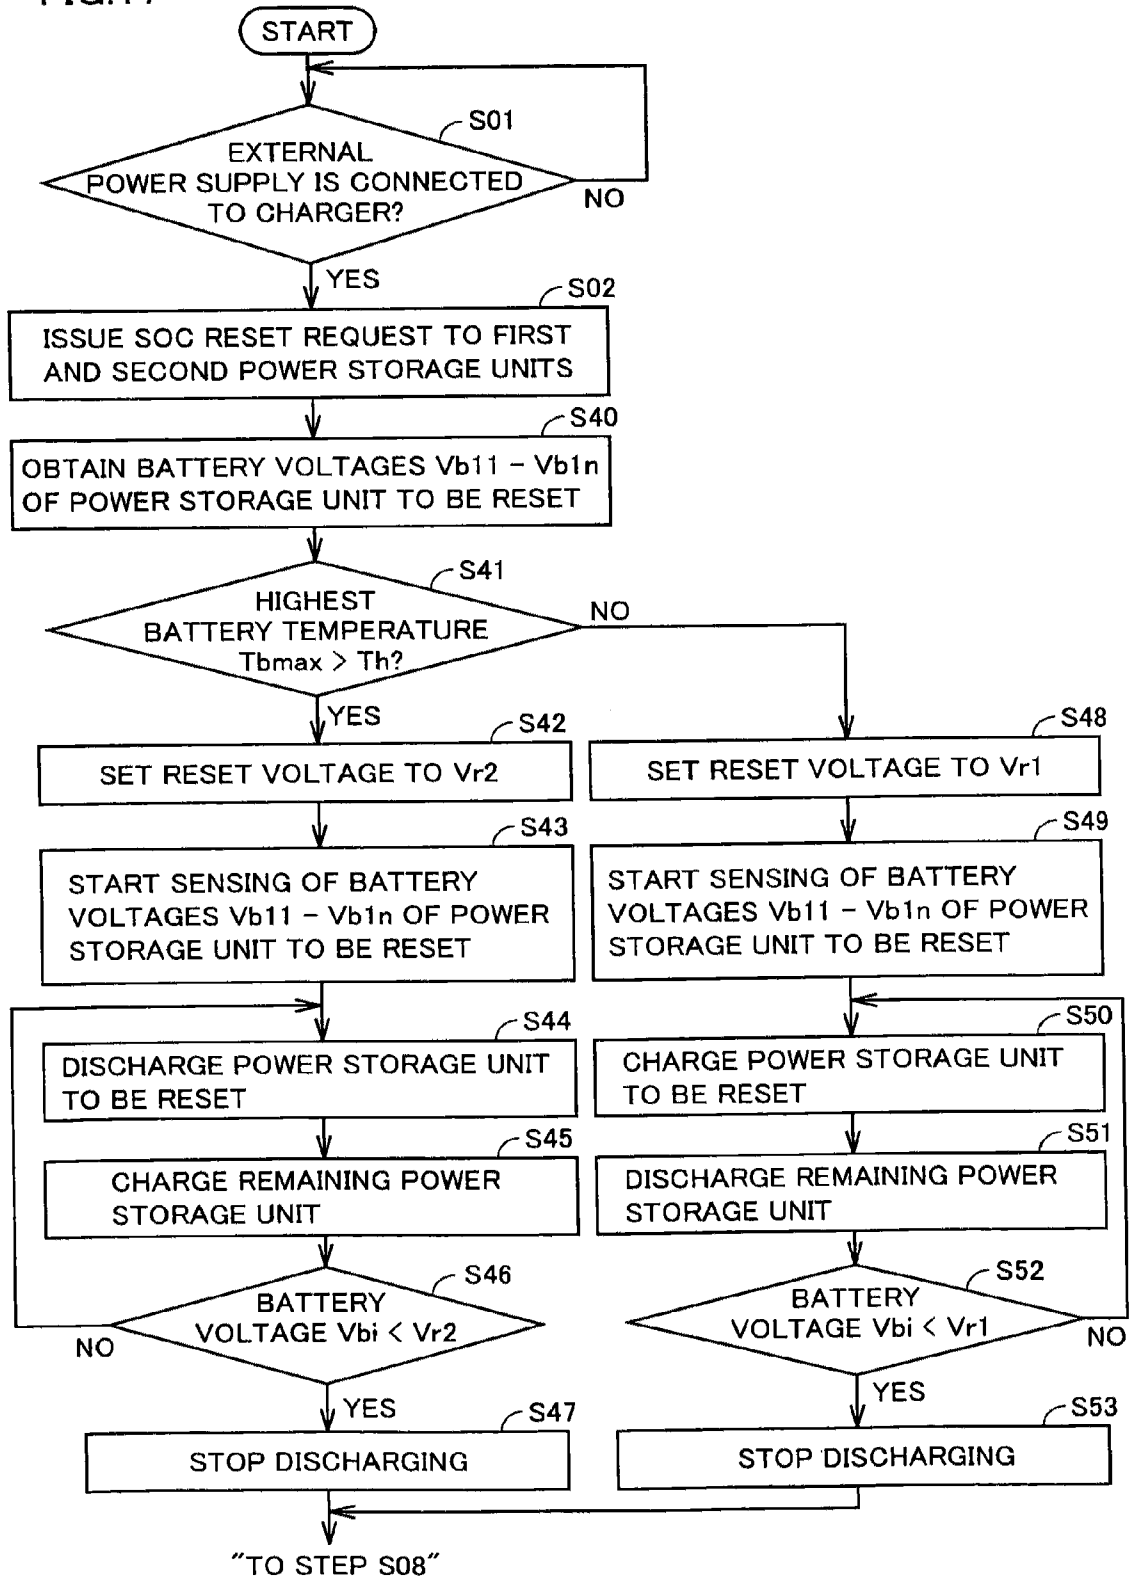 START
S01
EXTERNAL
POWER SUPPLY IS CONNECTED
TO CHARGER?
NO
YES
S02
ISSUE SOC RESET REQUEST TO FIRST
AND SECOND POWER STORAGE UNITS
S40
OBTAIN BATTERY VOLTAGES Vb11 - Vb1n
OF POWER STORAGE UNIT TO BE RESET
S41
HIGHEST
BATTERY TEMPERATURE
Tbmax > Th?
NO
YES
S42
SET RESET VOLTAGE TO Vr2
S48
SET RESET VOLTAGE TO Vr1
S43
START SENSING OF BATTERY
VOLTAGES Vb11 - Vb1n OF POWER
STORAGE UNIT TO BE RESET
S49
START SENSING OF BATTERY
VOLTAGES Vb11 - Vb1n OF POWER
STORAGE UNIT TO BE RESET
S44
DISCHARGE POWER STORAGE UNIT
TO BE RESET
S50
CHARGE POWER STORAGE UNIT
TO BE RESET
S45
CHARGE REMAINING POWER
STORAGE UNIT
S51
DISCHARGE REMAINING POWER
STORAGE UNIT
S46
BATTERY
VOLTAGE Vbi < Vr2
NO
YES
S52
BATTERY
VOLTAGE Vbi < Vr1
NO
YES
S47
STOP DISCHARGING
S53
STOP DISCHARGING
"TO STEP S08"